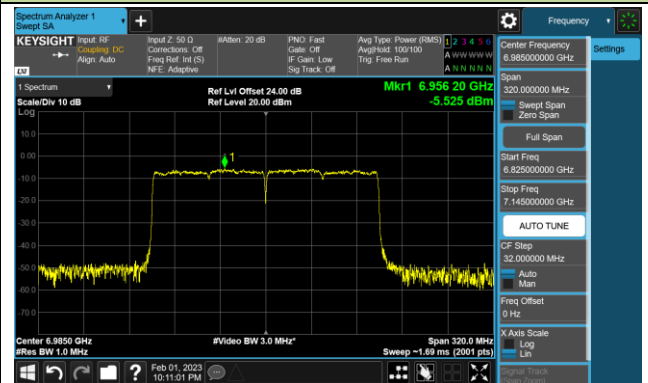 Spectrum Analyzer 1
Swept SA
Frequency
KEYSIGHT
Input: RF
Coupling: DC
Align: Auto
Input Z: 50 Ω
Corrections: Off
Freq Ref: Int (S)
NFE: Adaptive
#Atten: 20 dB
PNO: Fast
Gate: Off
IF Gain: Low
Sig Track: Off
Avg Type: Power (RMS)
Avg|Hold: 100/100
Trig: Free Run
1 2 3 4 5 6
A W W W W W
A N N N N N
LXI
1 Spectrum
Scale/Div 10 dB
Log
Ref Lvl Offset 24.00 dB
Ref Level 20.00 dBm
Mkr1 6.956 20 GHz
-5.525 dBm
10.0
0.00
-10.0
-20.0
-30.0
-40.0
-50.0
-60.0
-70.0
1
Center 6.9850 GHz
#Res BW 1.0 MHz
#Video BW 3.0 MHz*
Span 320.0 MHz
Sweep ~1.69 ms (2001 pts)
Feb 01, 2023
10:11:01 PM
?
Center Frequency
6.985000000 GHz
Span
320.000000 MHz
Swept Span
Zero Span
Full Span
Start Freq
6.825000000 GHz
Stop Freq
7.145000000 GHz
AUTO TUNE
CF Step
32.000000 MHz
Auto
Man
Freq Offset
0 Hz
X Axis Scale
Log
Lin
Signal Track
(Span Zoom)
Settings